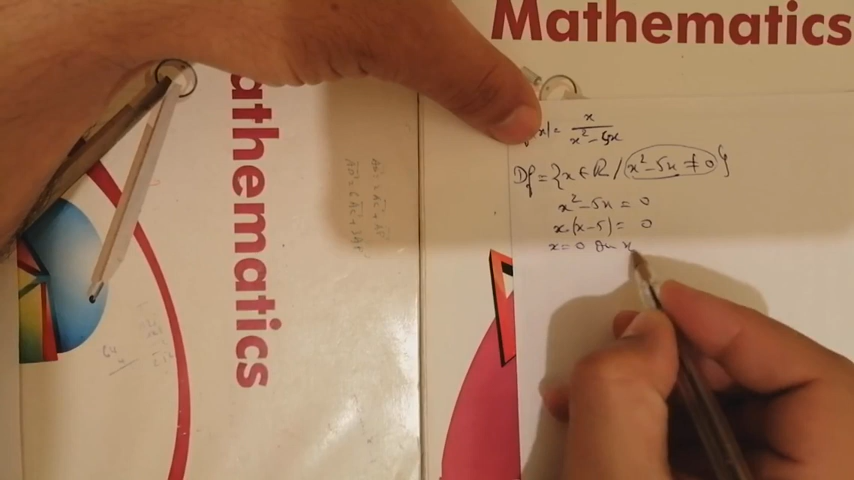 Mathematics
athematics
x| = x / x² - 5x
Df = {x ∈ ℝ / x² - 5x ≠ 0}
x² - 5x = 0
x(x - 5) = 0
x = 0 ou x